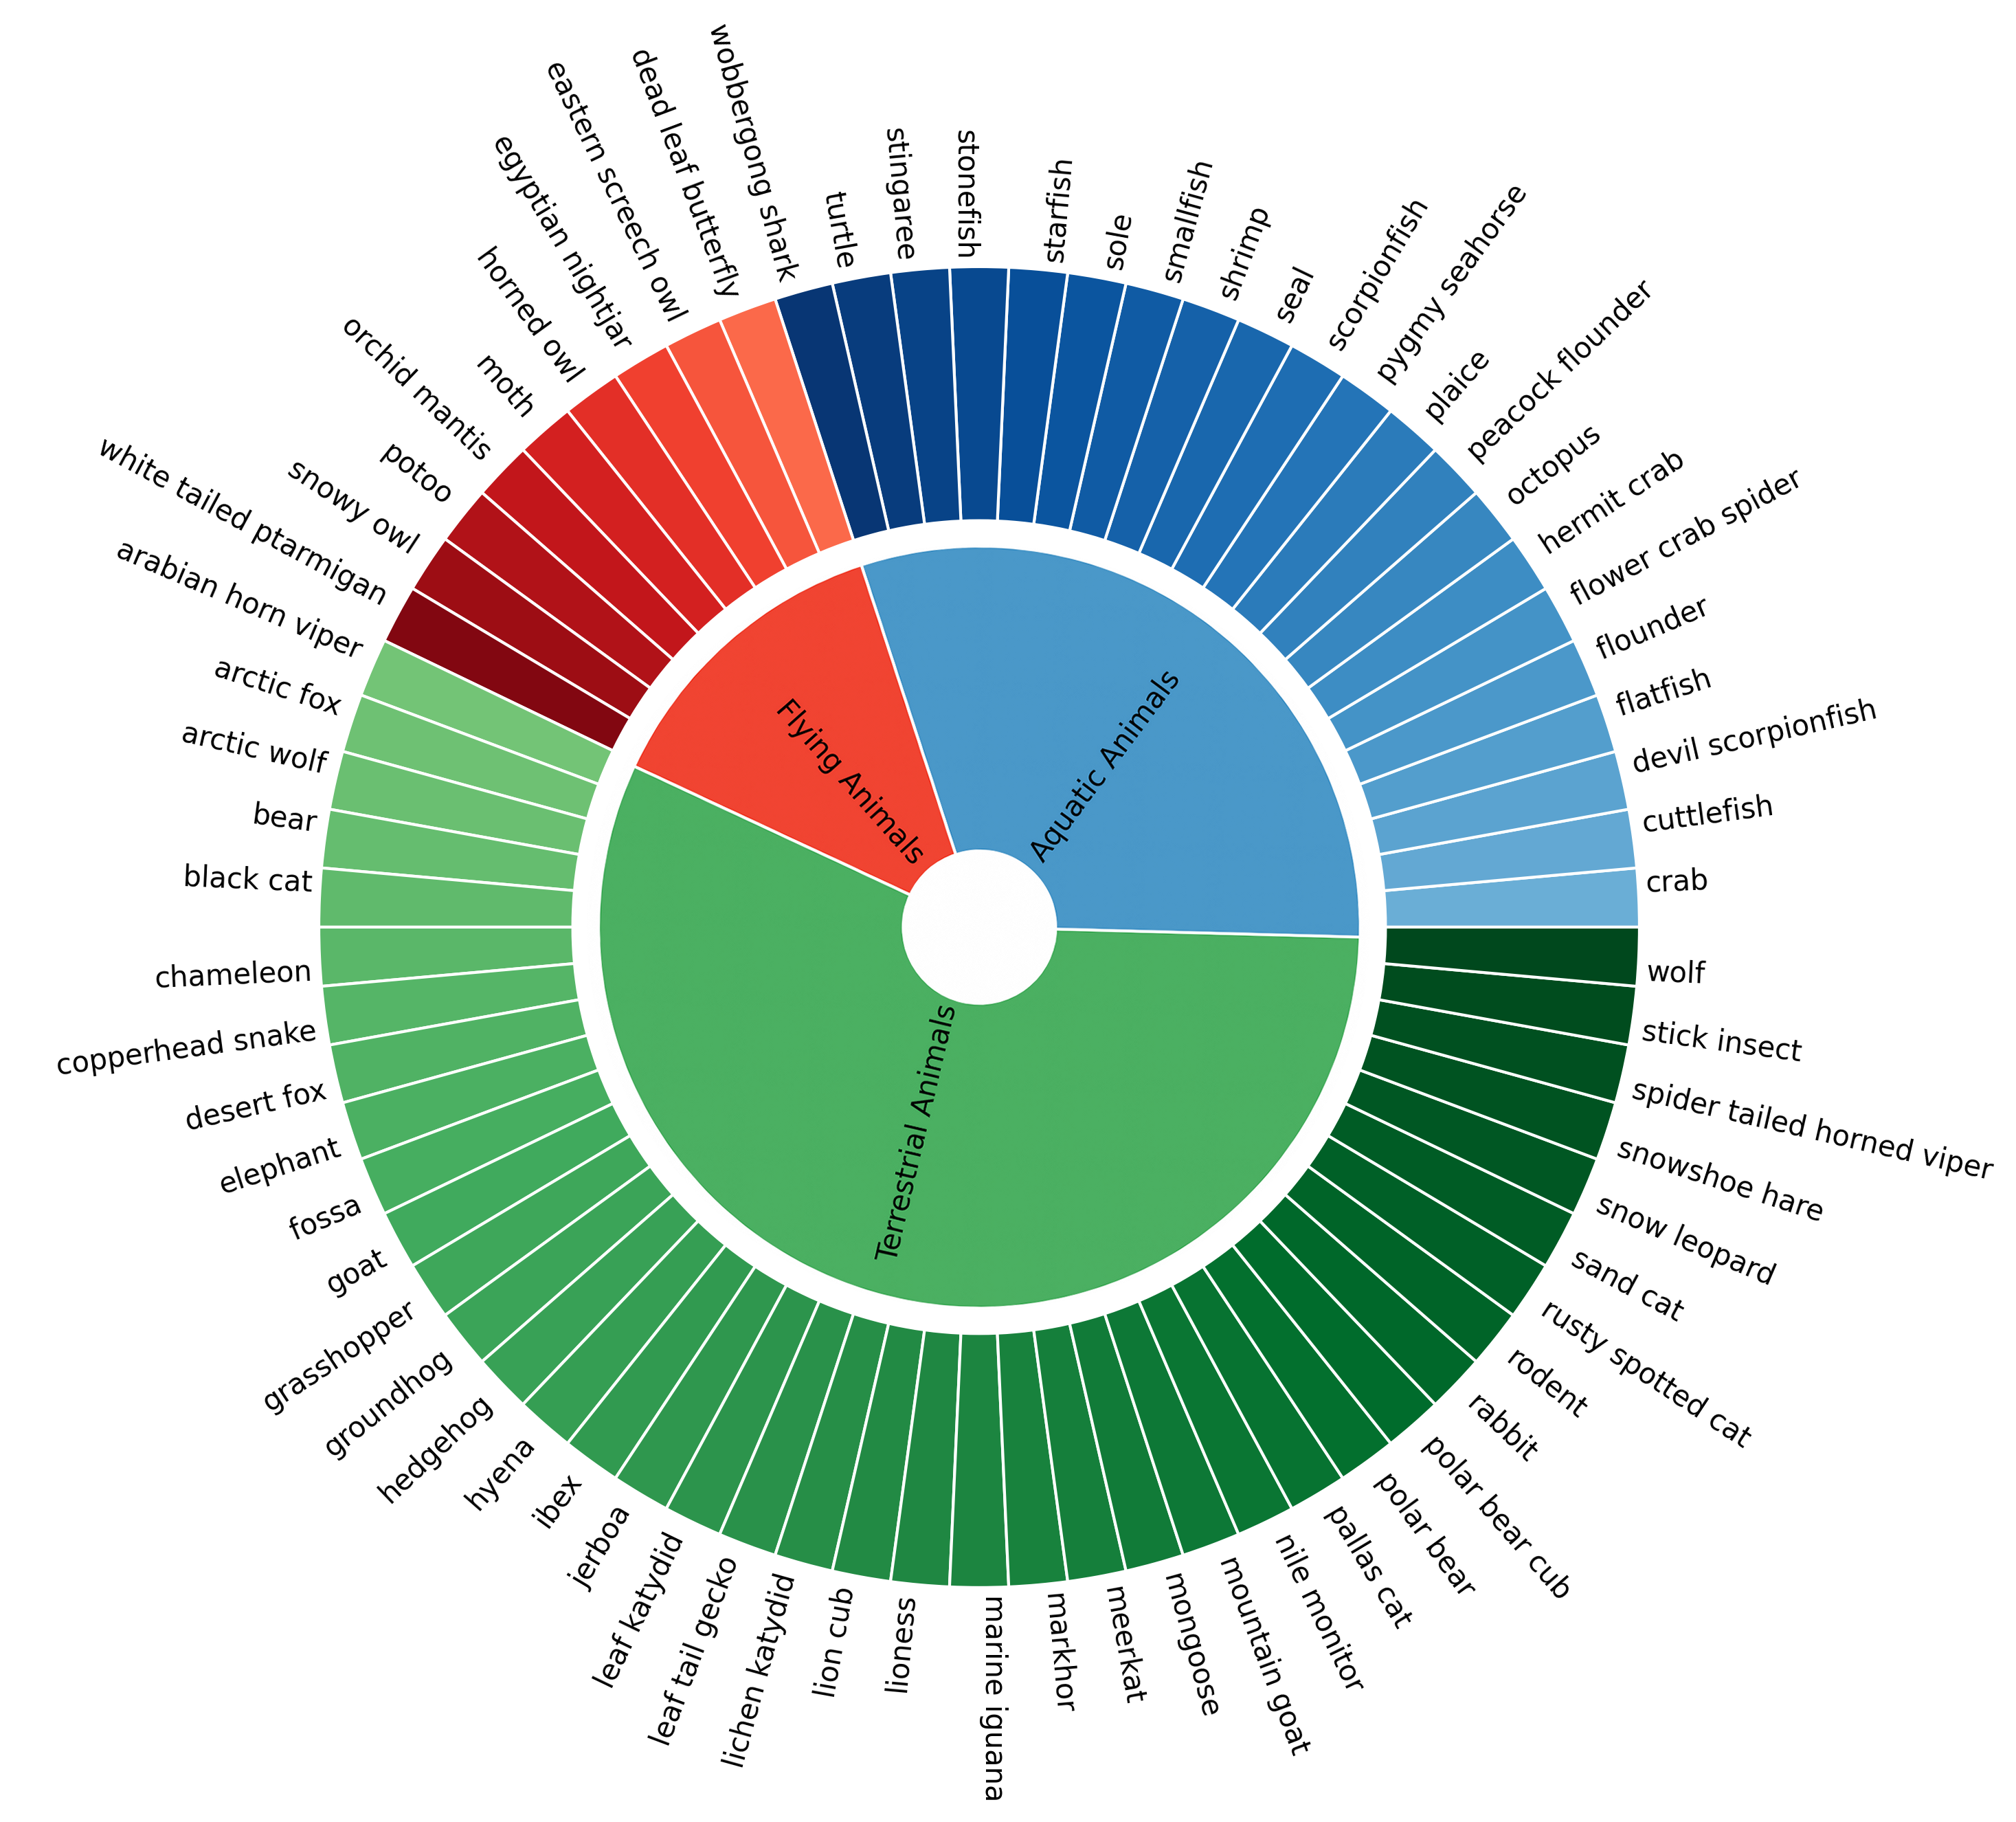 Aquatic Animals
Flying Animals
Terrestrial Animals
crab
cuttlefish
devil scorpionfish
flatfish
flounder
flower crab spider
hermit crab
octopus
peacock flounder
plaice
pygmy seahorse
scorpionfish
seal
shrimp
smallfish
sole
starfish
stonefish
stingaree
turtle
wobbergong shark
dead leaf butterfly
eastern screech owl
egyptian nightjar
horned owl
moth
orchid mantis
potoo
snowy owl
white tailed ptarmigan
arabian horn viper
arctic fox
arctic wolf
bear
black cat
chameleon
copperhead snake
desert fox
elephant
fossa
goat
grasshopper
groundhog
hedgehog
hyena
ibex
jerboa
leaf katydid
leaf tail gecko
lichen katydid
lion cub
lioness
marine iguana
markhor
meerkat
mongoose
mountain goat
nile monitor
pallas cat
polar bear
polar bear cub
rabbit
rodent
rusty spotted cat
sand cat
snow leopard
snowshoe hare
spider tailed horned viper
stick insect
wolf